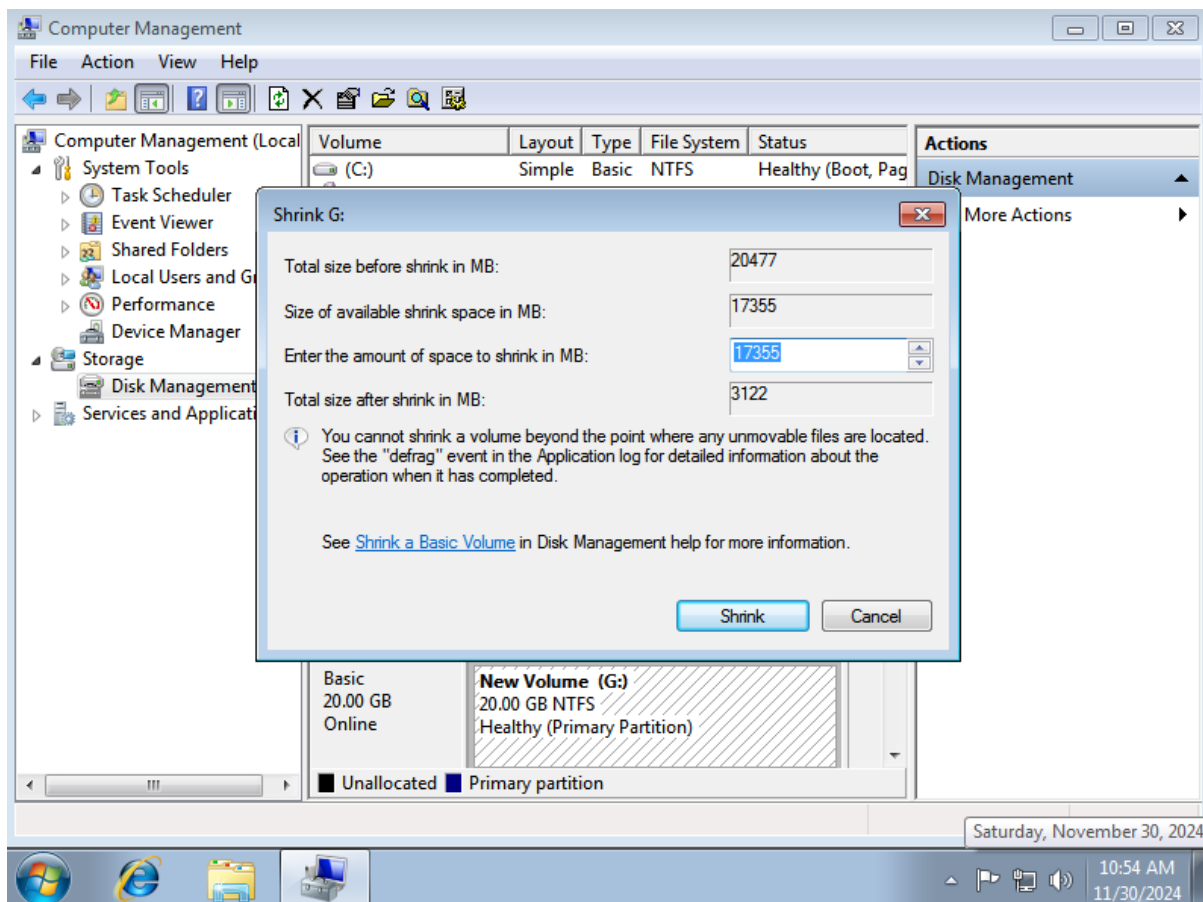 Computer Management
File Action View Help
Computer Management (Local
System Tools
Task Scheduler
Event Viewer
Shared Folders
Local Users and Gr
Performance
Device Manager
Storage
Disk Management
Services and Applicati
Volume Layout Type File System Status
(C:) Simple Basic NTFS Healthy (Boot, Pag
Actions
Disk Management
More Actions
Shrink G:
Total size before shrink in MB: 20477
Size of available shrink space in MB: 17355
Enter the amount of space to shrink in MB: 17355
Total size after shrink in MB: 3122
You cannot shrink a volume beyond the point where any unmovable files are located.
See the "defrag" event in the Application log for detailed information about the
operation when it has completed.
See Shrink a Basic Volume in Disk Management help for more information.
Shrink Cancel
Basic
20.00 GB
Online
New Volume (G:)
20.00 GB NTFS
Healthy (Primary Partition)
Unallocated Primary partition
Saturday, November 30, 2024
10:54 AM
11/30/2024